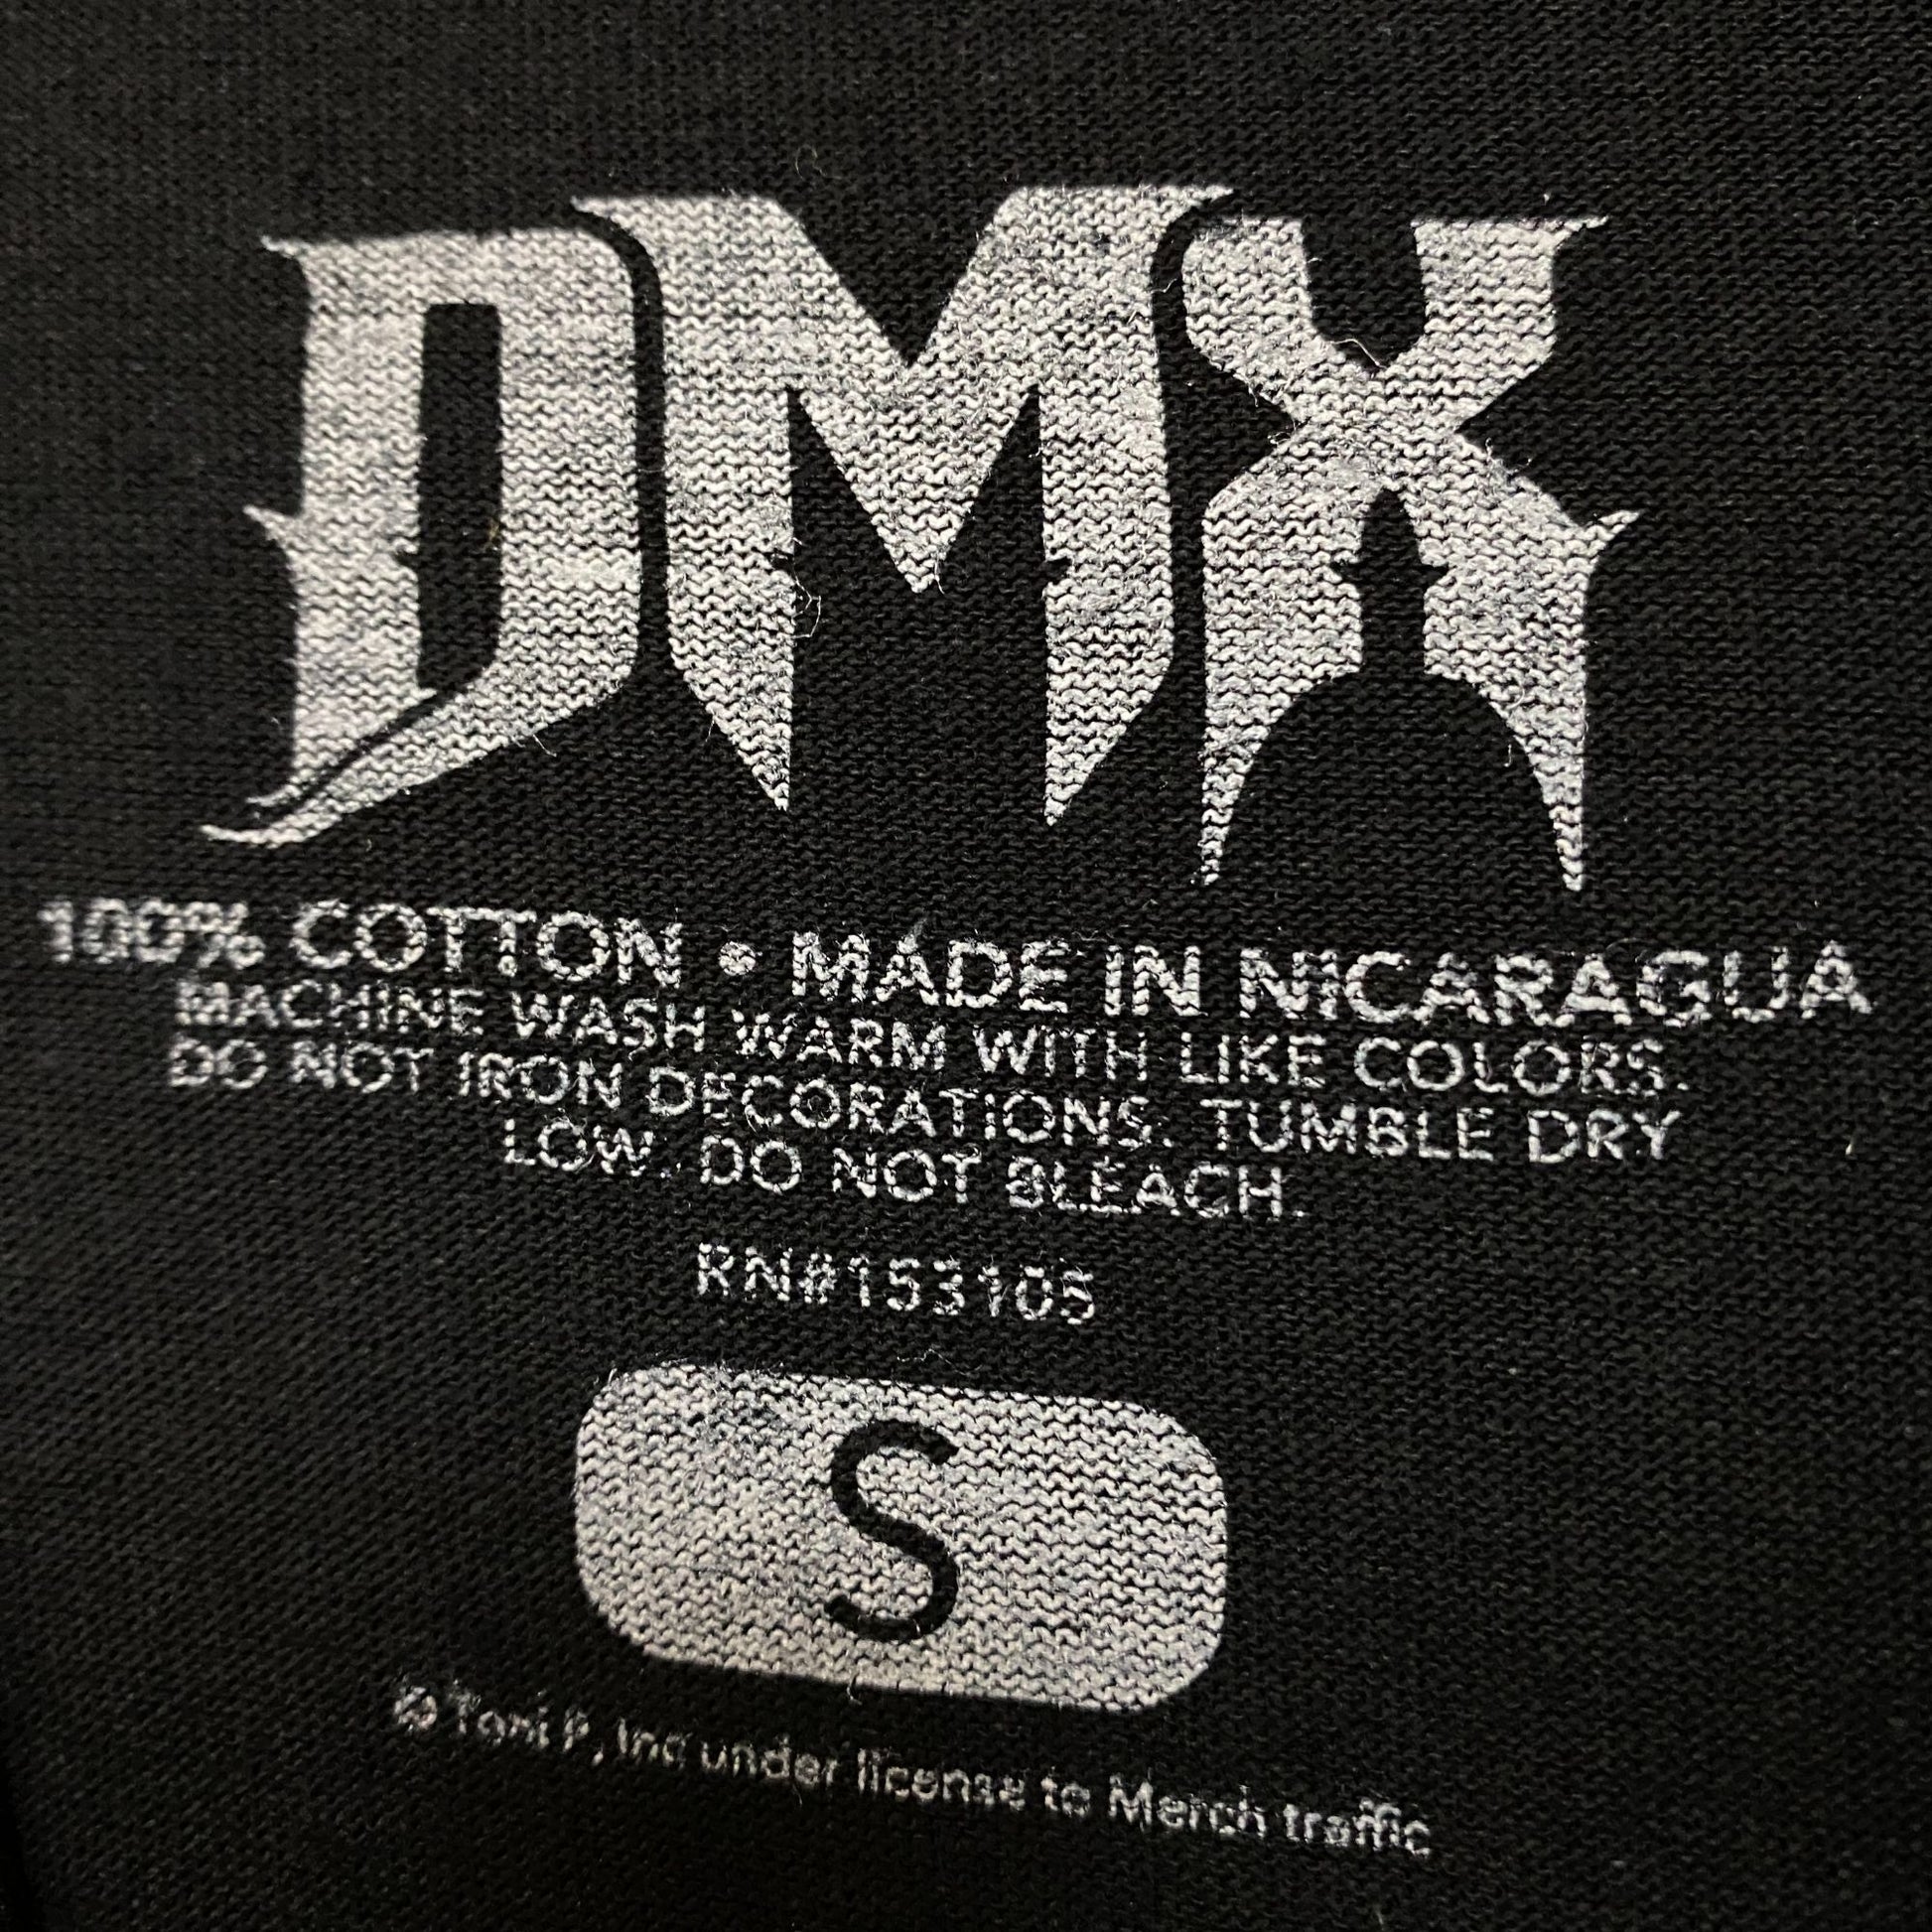 DMX
100% COTTON • MADE IN NICARAGUA
MACHINE WASH WARM WITH LIKE COLORS.
DO NOT IRON DECORATIONS. TUMBLE DRY
LOW. DO NOT BLEACH.
RN#153105
S
© Toni P, Inc under license to Merch traffic